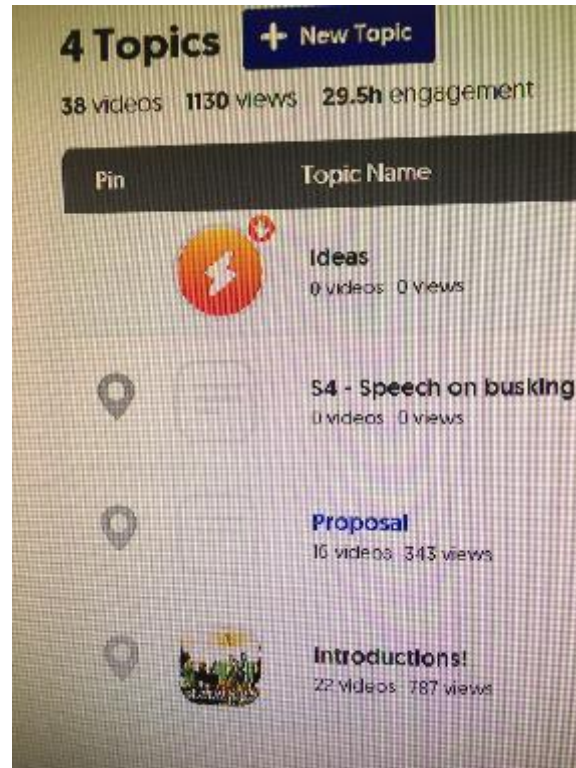 4 Topics + New Topic
38 videos 1130 views 29.5h engagement
Pin Topic Name
Ideas
0 videos 0 views
S4 - Speech on busking
0 videos 0 views
Proposal
16 videos 343 views
Introductions!
22 videos 787 views